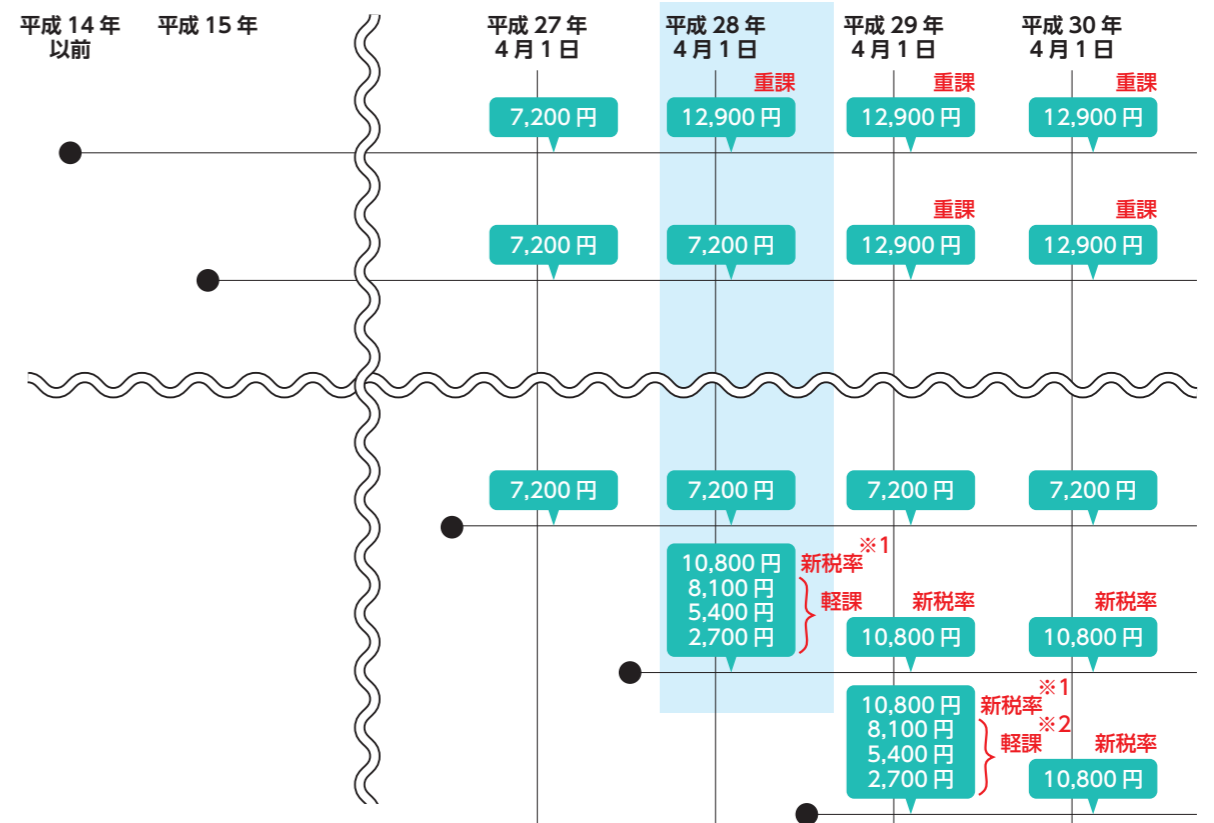 平成 14 年
以前
平成 15 年
平成 27 年
4 月 1 日
平成 28 年
4 月 1 日
平成 29 年
4 月 1 日
平成 30 年
4 月 1 日
重課
重課
重課
7,200 円
12,900 円
12,900 円
12,900 円
重課
重課
7,200 円
7,200 円
12,900 円
12,900 円
7,200 円
7,200 円
7,200 円
7,200 円
10,800 円
新税率※1
8,100 円
5,400 円
2,700 円
軽課
新税率
新税率
10,800 円
10,800 円
10,800 円
新税率※1
8,100 円
5,400 円
2,700 円
軽課※2
新税率
10,800 円